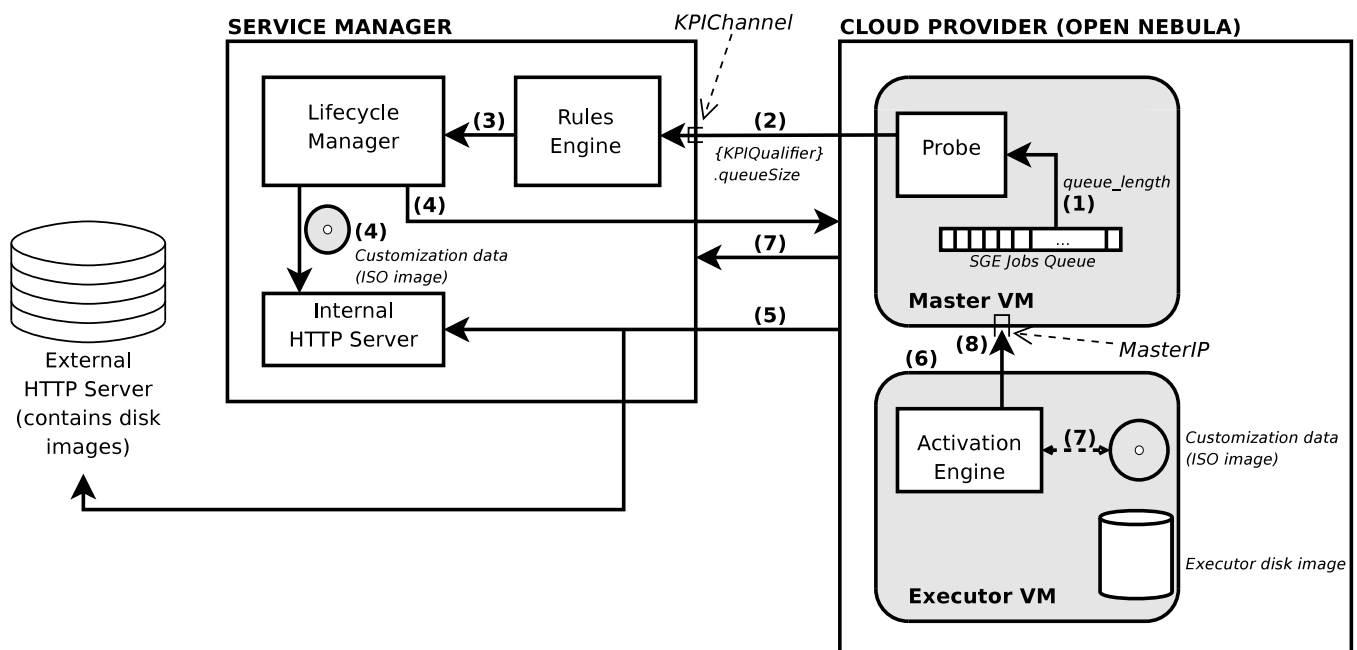 KPIChannel
SERVICE MANAGER
CLOUD PROVIDER (OPEN NEBULA)
Lifecycle
Manager
(3)
Rules
Engine
(2)
{KPIQualifier}
.queueSize
Probe
queue_length
(1)
...
SGE Jobs Queue
Master VM
(4)
(4)
Customization data
(ISO image)
(7)
Internal
HTTP Server
(5)
External
HTTP Server
(contains disk
images)
(6)
(8)
MasterIP
Activation
Engine
(7)
Customization data
(ISO image)
Executor disk image
Executor VM